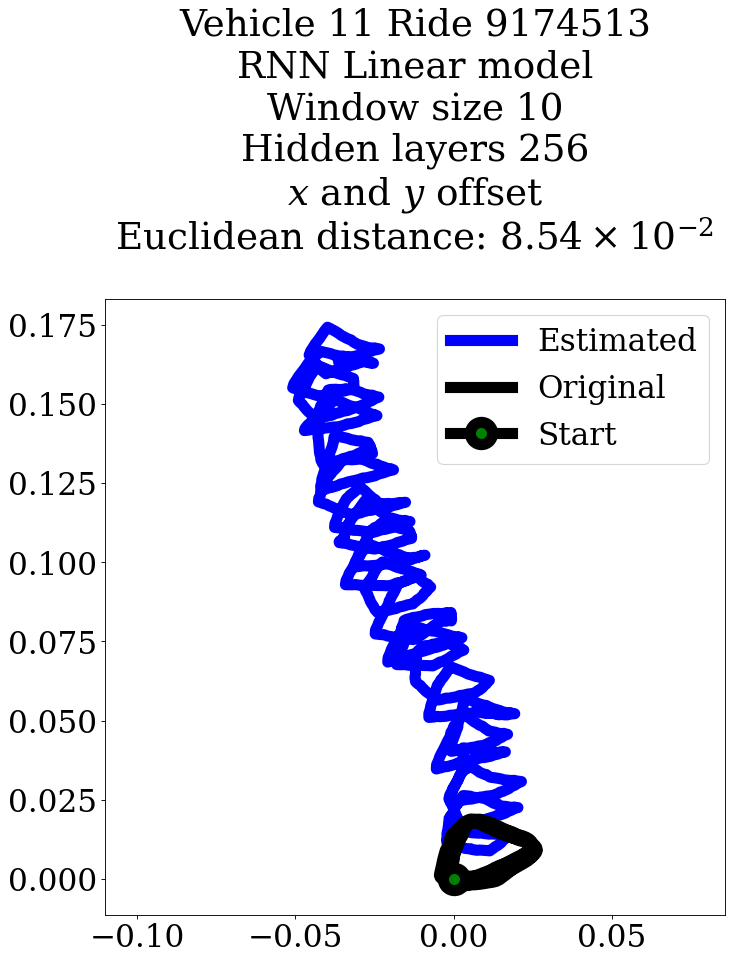 Vehicle 11 Ride 9174513
RNN Linear model
Window size 10
Hidden layers 256
x and y offset
Euclidean distance: 8.54 × 10⁻²
Estimated
Original
Start
0.175
0.150
0.125
0.100
0.075
0.050
0.025
0.000
−0.10
−0.05
0.00
0.05